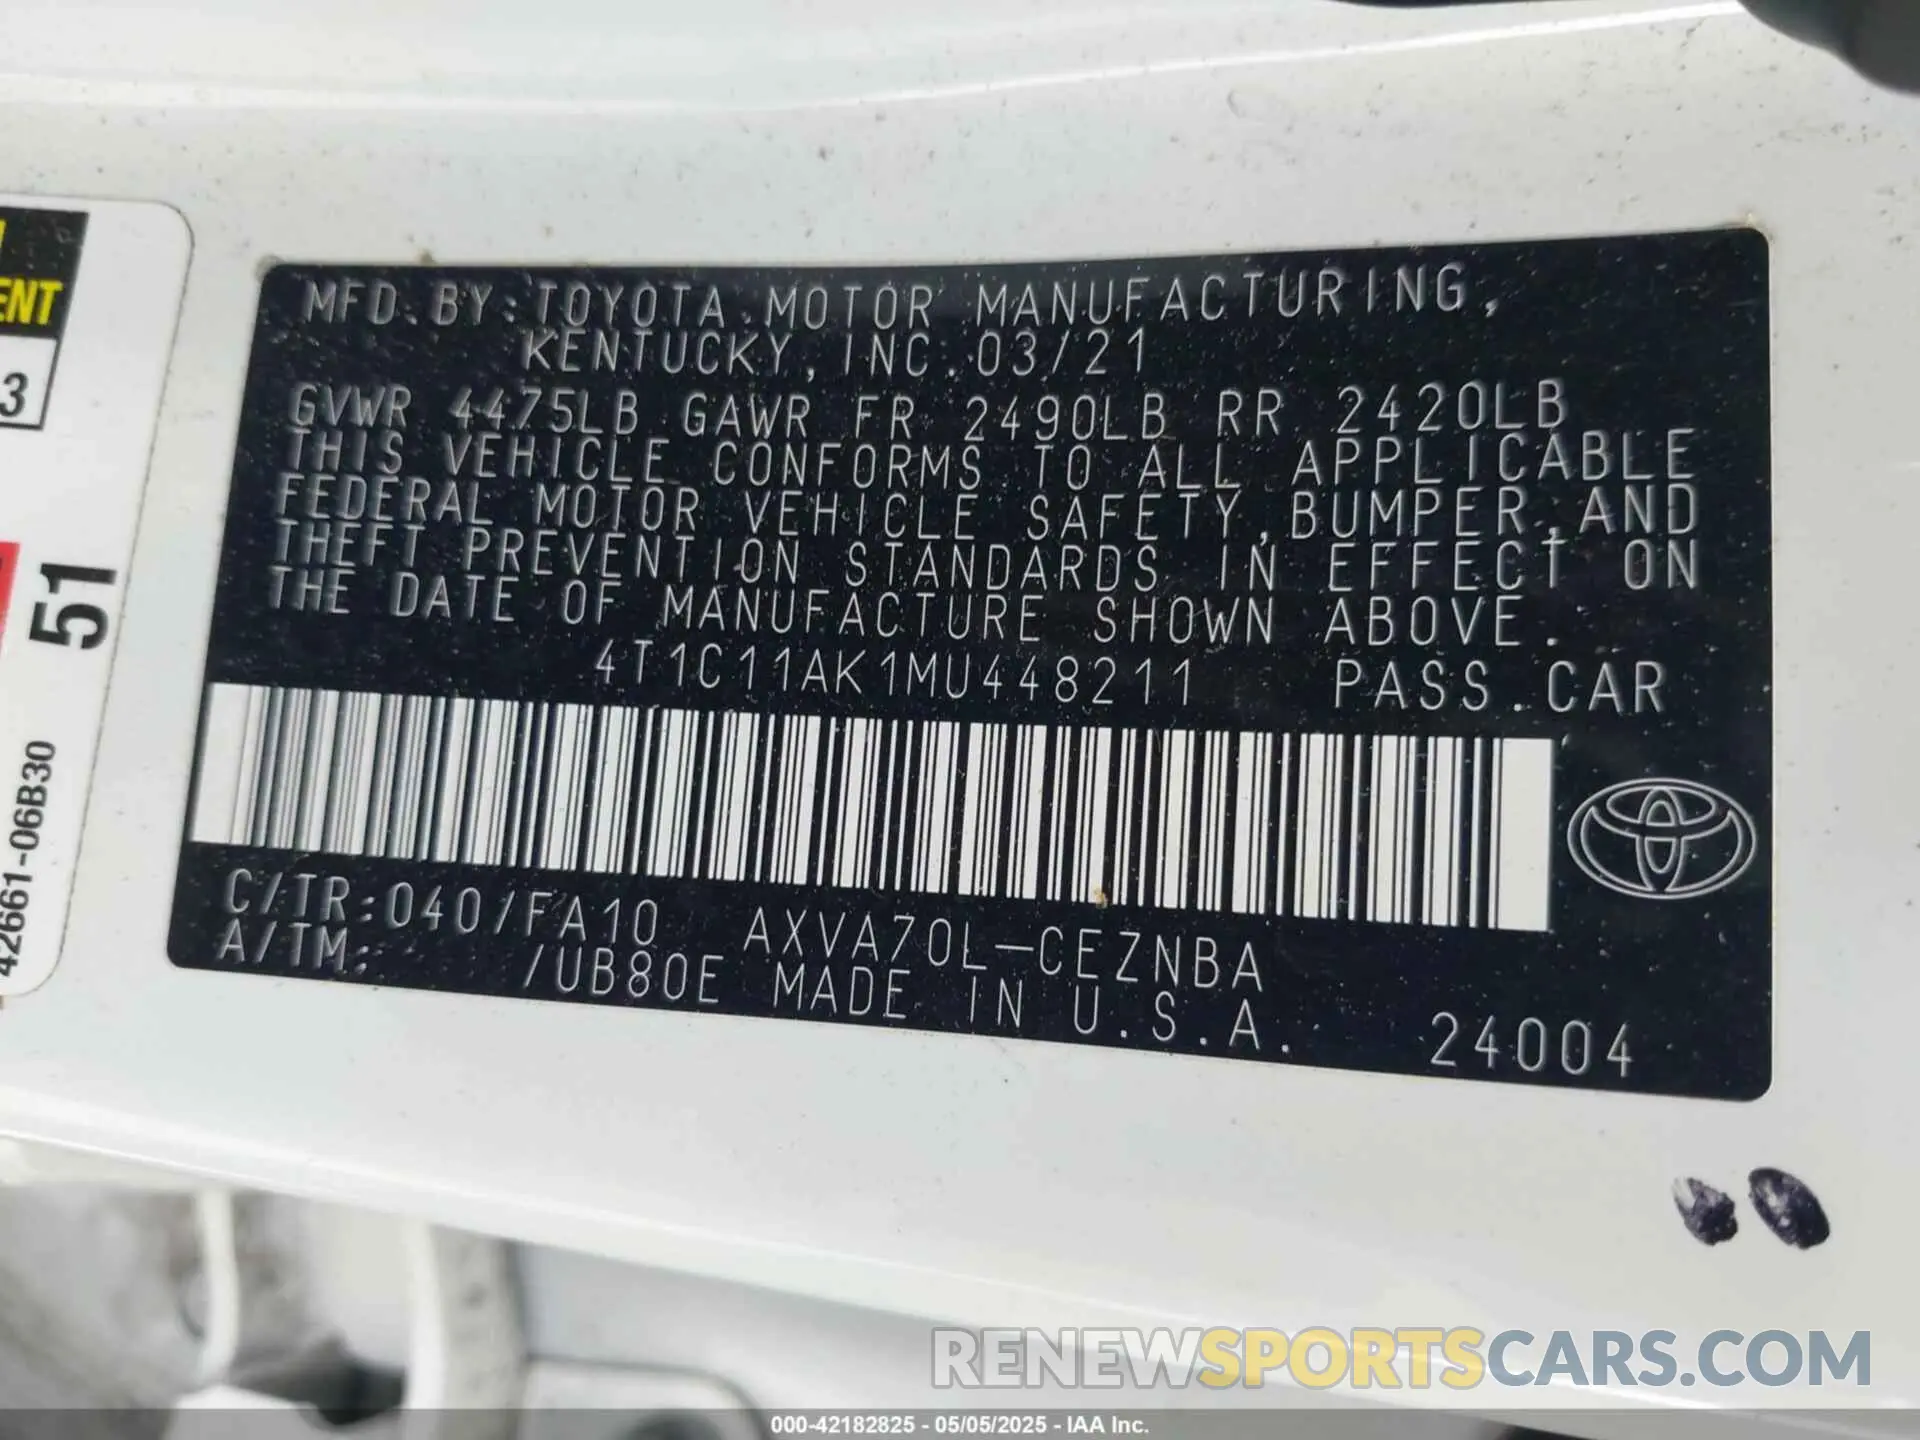 ENT
3
51
42661-06B30
MFD.BY:TOYOTA MOTOR MANUFACTURING,
KENTUCKY, INC. 03/21
GVWR 4475LB GAWR FR 2490LB RR 2420LB
THIS VEHICLE CONFORMS TO ALL APPLICABLE
FEDERAL MOTOR VEHICLE SAFETY,BUMPER,AND
THEFT PREVENTION STANDARDS IN EFFECT ON
THE DATE OF MANUFACTURE SHOWN ABOVE.
4T1C11AK1MU448211 PASS.CAR
C/TR:040/FA10 AXVA70L-CEZNBA
A/TM: /UB80E MADE IN U.S.A.
24004
RENEWSPORTSCARS.COM
000-42182825 - 05/05/2025 - IAA Inc.